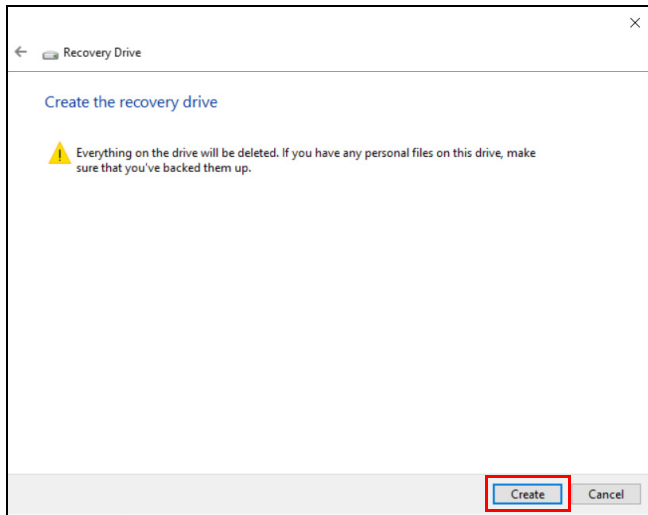 Recovery Drive
Create the recovery drive
Everything on the drive will be deleted. If you have any personal files on this drive, make
sure that you've backed them up.
Create Cancel